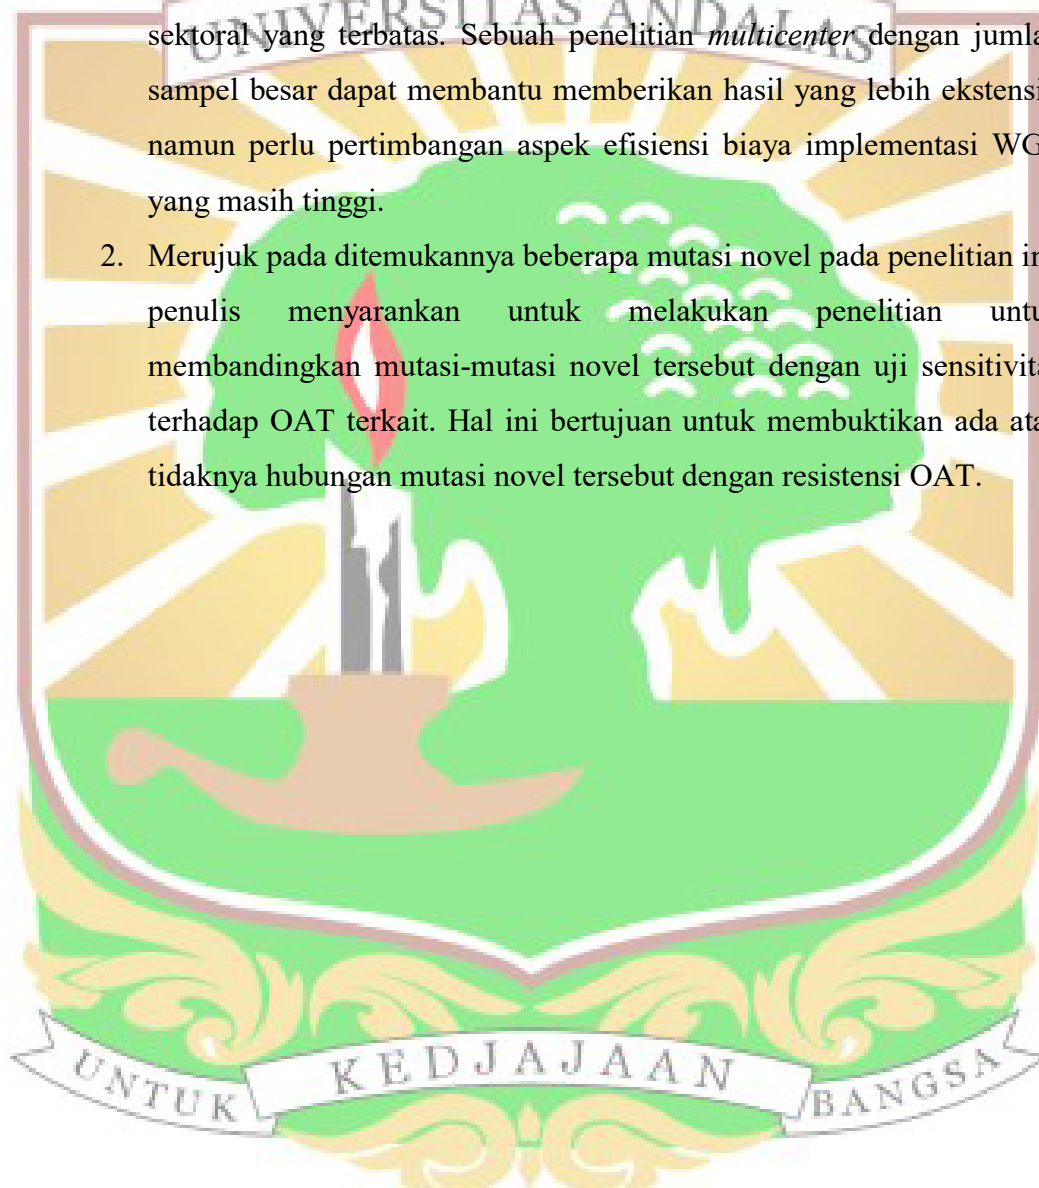 UNIVERSITAS ANDALAS
sektoral yang terbatas. Sebuah penelitian multicenter dengan jumla
sampel besar dapat membantu memberikan hasil yang lebih ekstensi
namun perlu pertimbangan aspek efisiensi biaya implementasi WG
yang masih tinggi.
2. Merujuk pada ditemukannya beberapa mutasi novel pada penelitian in
penulis menyarankan untuk melakukan penelitian untu
membandingkan mutasi-mutasi novel tersebut dengan uji sensitivita
terhadap OAT terkait. Hal ini bertujuan untuk membuktikan ada ata
tidaknya hubungan mutasi novel tersebut dengan resistensi OAT.
UNTUK KEDJAJAAN BANGSA